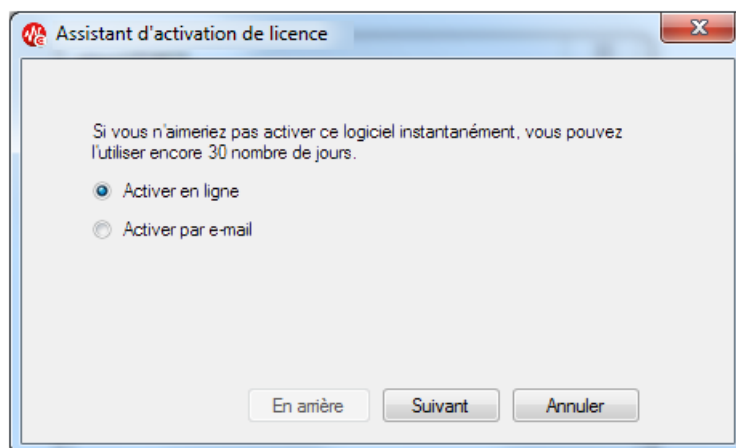 Assistant d'activation de licence
Si vous n'aimeriez pas activer ce logiciel instantanément, vous pouvez
l'utiliser encore 30 nombre de jours.
Activer en ligne
Activer par e-mail
En arrière Suivant Annuler